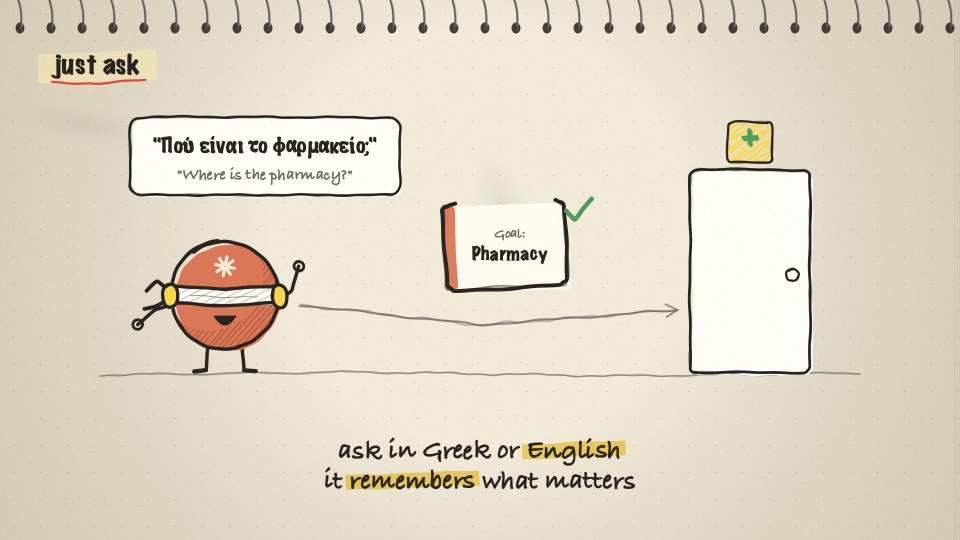 just ask
"Πού είναι το φαρμακείο;"
"Where is the pharmacy?"
Goal:
Pharmacy
ask in Greek or English
it remembers what matters